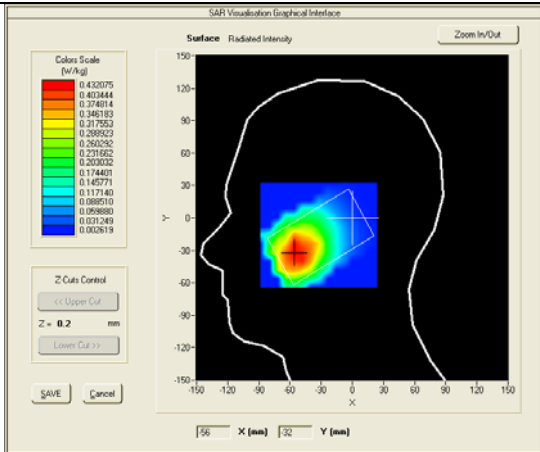 SAR Visualisation Graphical Interface
Surface Radiated Intensity
Zoom In/Out
Colors Scale
(W/kg)
0.432075
0.403444
0.374814
0.346183
0.317553
0.288923
0.260292
0.231662
0.203032
0.174401
0.145771
0.117140
0.088510
0.059880
0.031249
0.002619
150
120
90
60
30
0
-30
-60
-90
-120
-150
Y
-150 -120 -90 -60 -30 0 30 60 90 120 150
X
Z Cuts Control
<< Upper Cut
Z = 0.2 mm
Lower Cut >>
SAVE Cancel
-56 X (mm) -32 Y (mm)